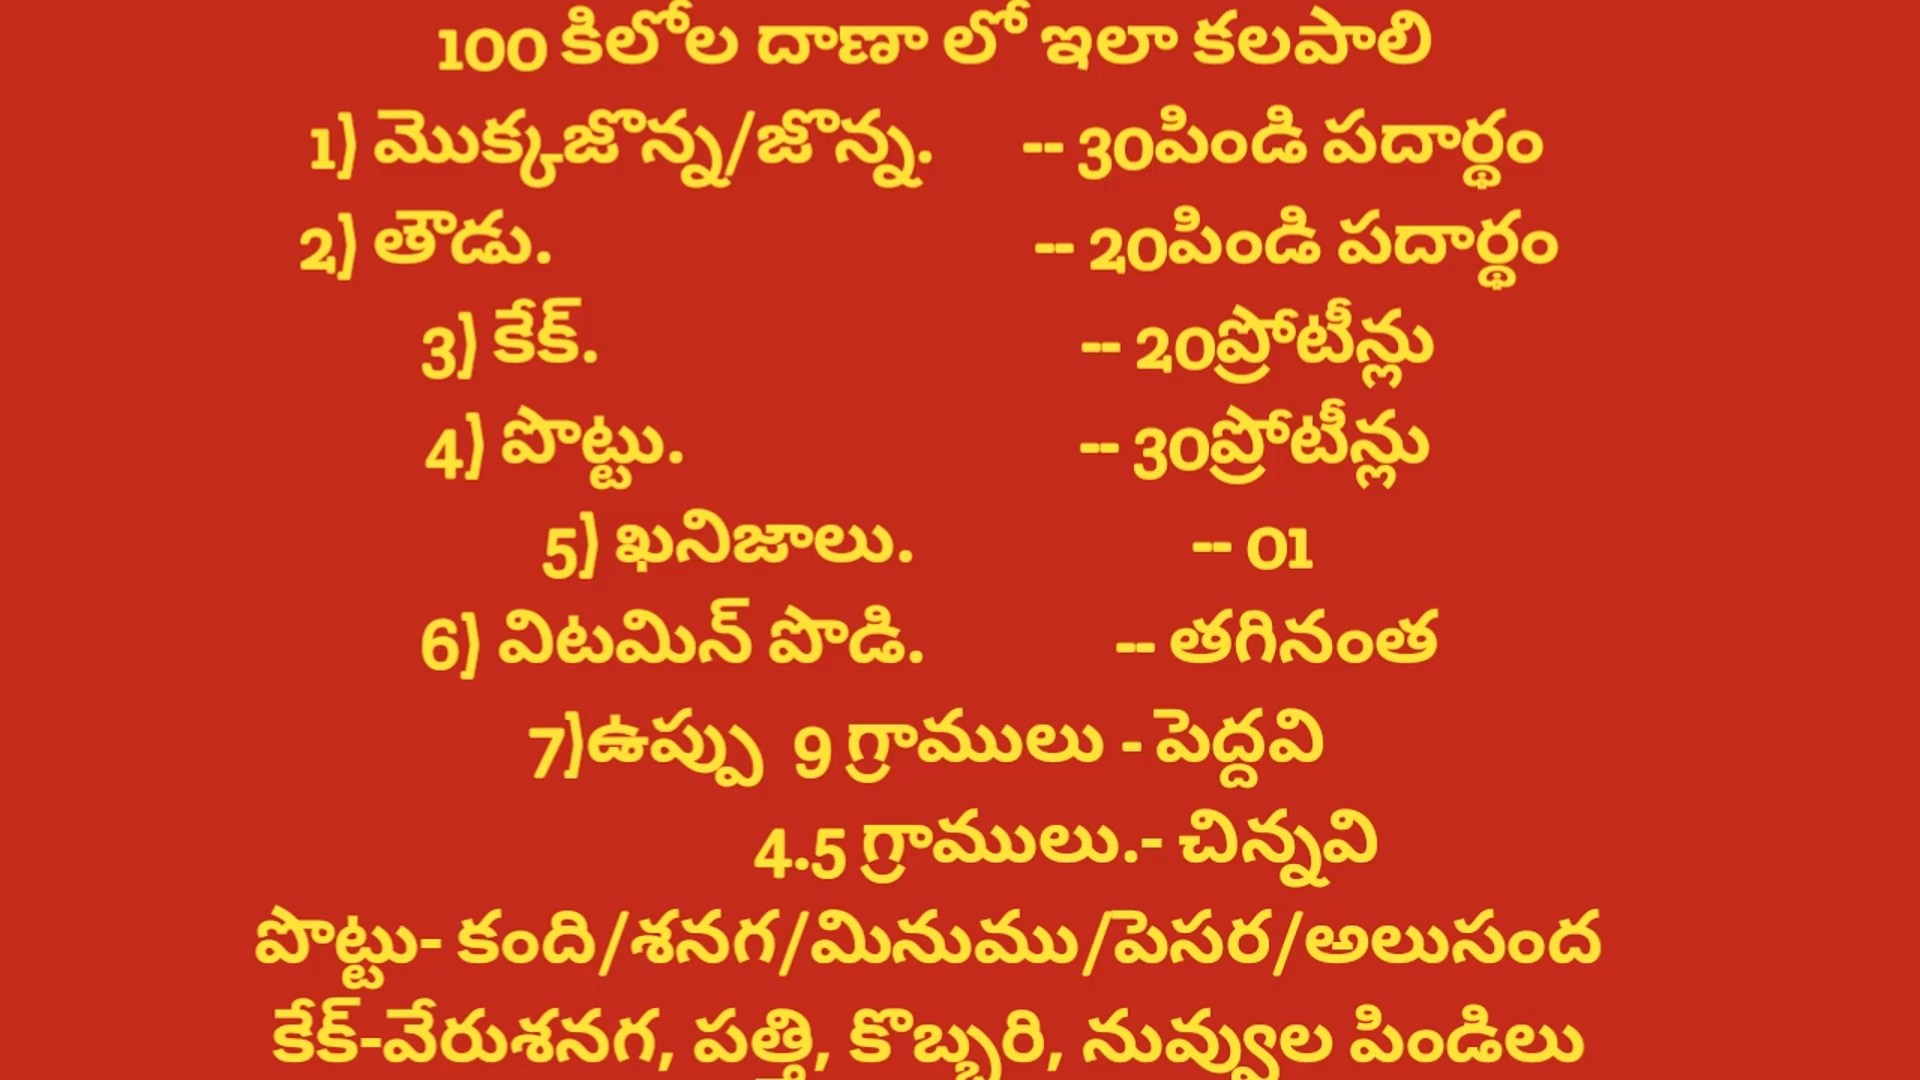 100 కిలోల దాణా లో ఇలా కలపాలి
1) మొక్కజొన్న/జొన్న. -- 30పిండి పదార్థం
2) తౌడు. -- 20పిండి పదార్థం
3) కేక్. -- 20ప్రోటీన్లు
4) పొట్టు. -- 30ప్రోటీన్లు
5) ఖనిజాలు. -- 01
6) విటమిన్ పొడి. -- తగినంత
7)ఉప్పు 9 గ్రాములు - పెద్దవి
4.5 గ్రాములు.- చిన్నవి
పొట్టు- కంది/శనగ/మినుము/పెసర/అలుసంద
కేక్-వేరుశనగ, పత్తి, కొబ్బరి, నువ్వుల పిండిలు